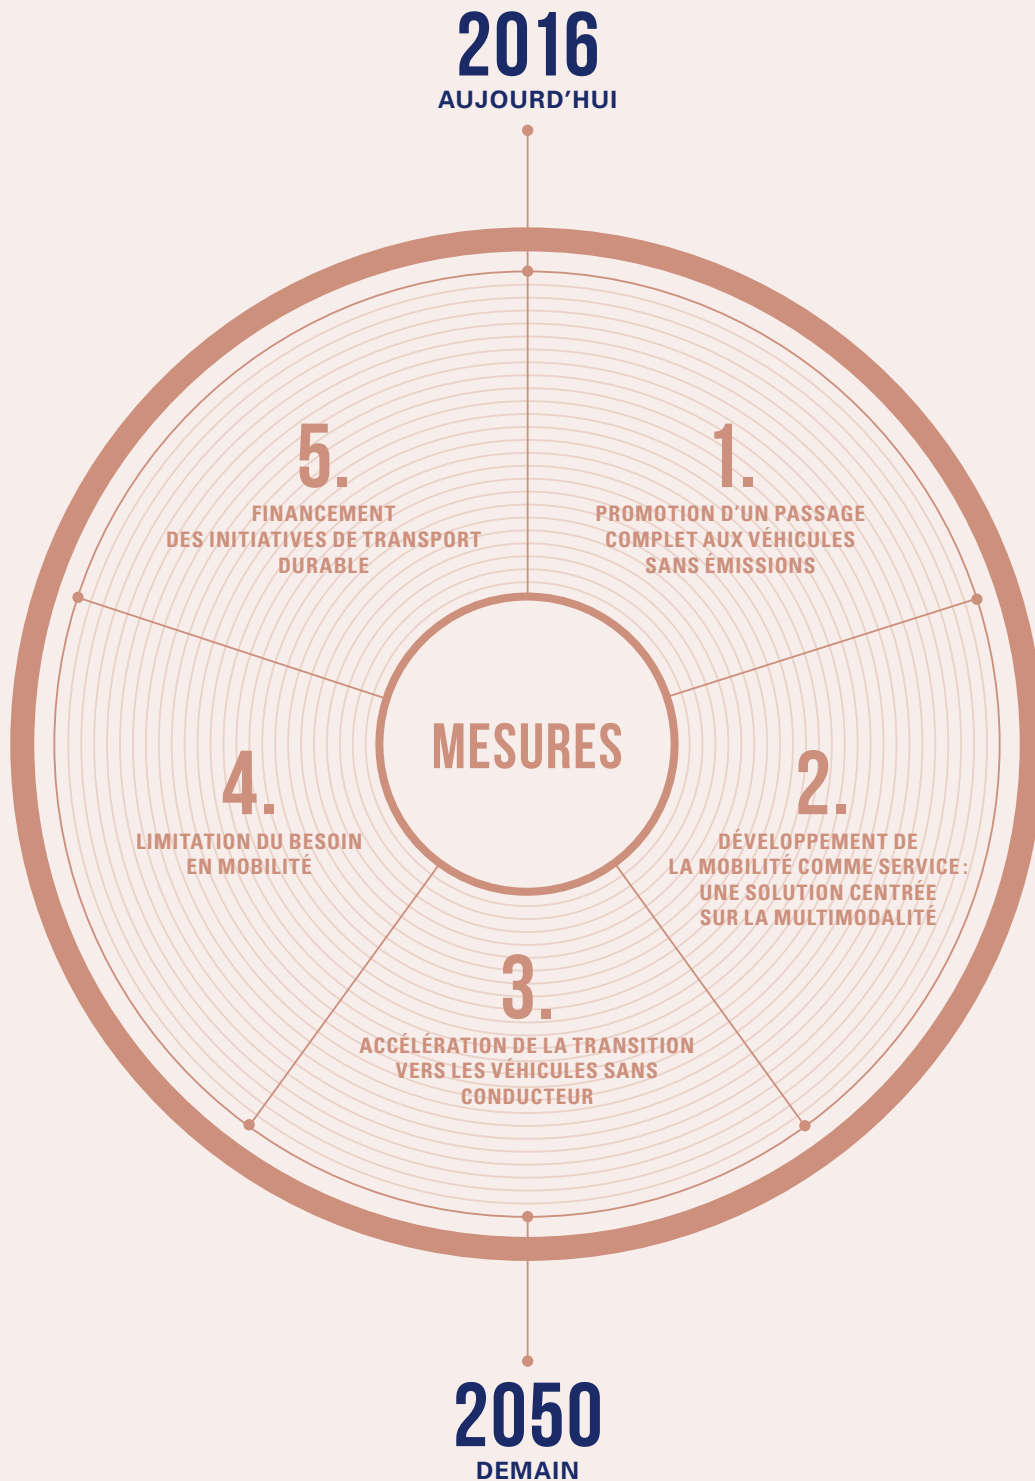 2016
AUJOURD'HUI
5.
FINANCEMENT
DES INITIATIVES DE TRANSPORT
DURABLE
1.
PROMOTION D'UN PASSAGE
COMPLET AUX VÉHICULES
SANS ÉMISSIONS
MESURES
4.
LIMITATION DU BESOIN
EN MOBILITÉ
2.
DÉVELOPPEMENT DE
LA MOBILITÉ COMME SERVICE :
UNE SOLUTION CENTRÉE
SUR LA MULTIMODALITÉ
3.
ACCÉLÉRATION DE LA TRANSITION
VERS LES VÉHICULES SANS
CONDUCTEUR
2050
DEMAIN